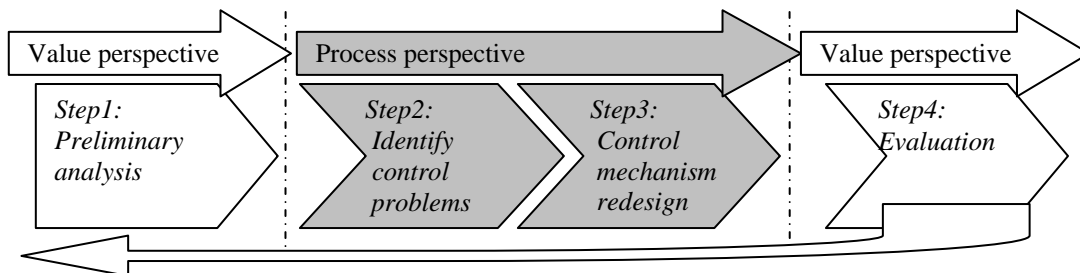 Value perspective
Process perspective
Value perspective
Step1:
Preliminary
analysis
Step2:
Identify
control
problems
Step3:
Control
mechanism
redesign
Step4:
Evaluation